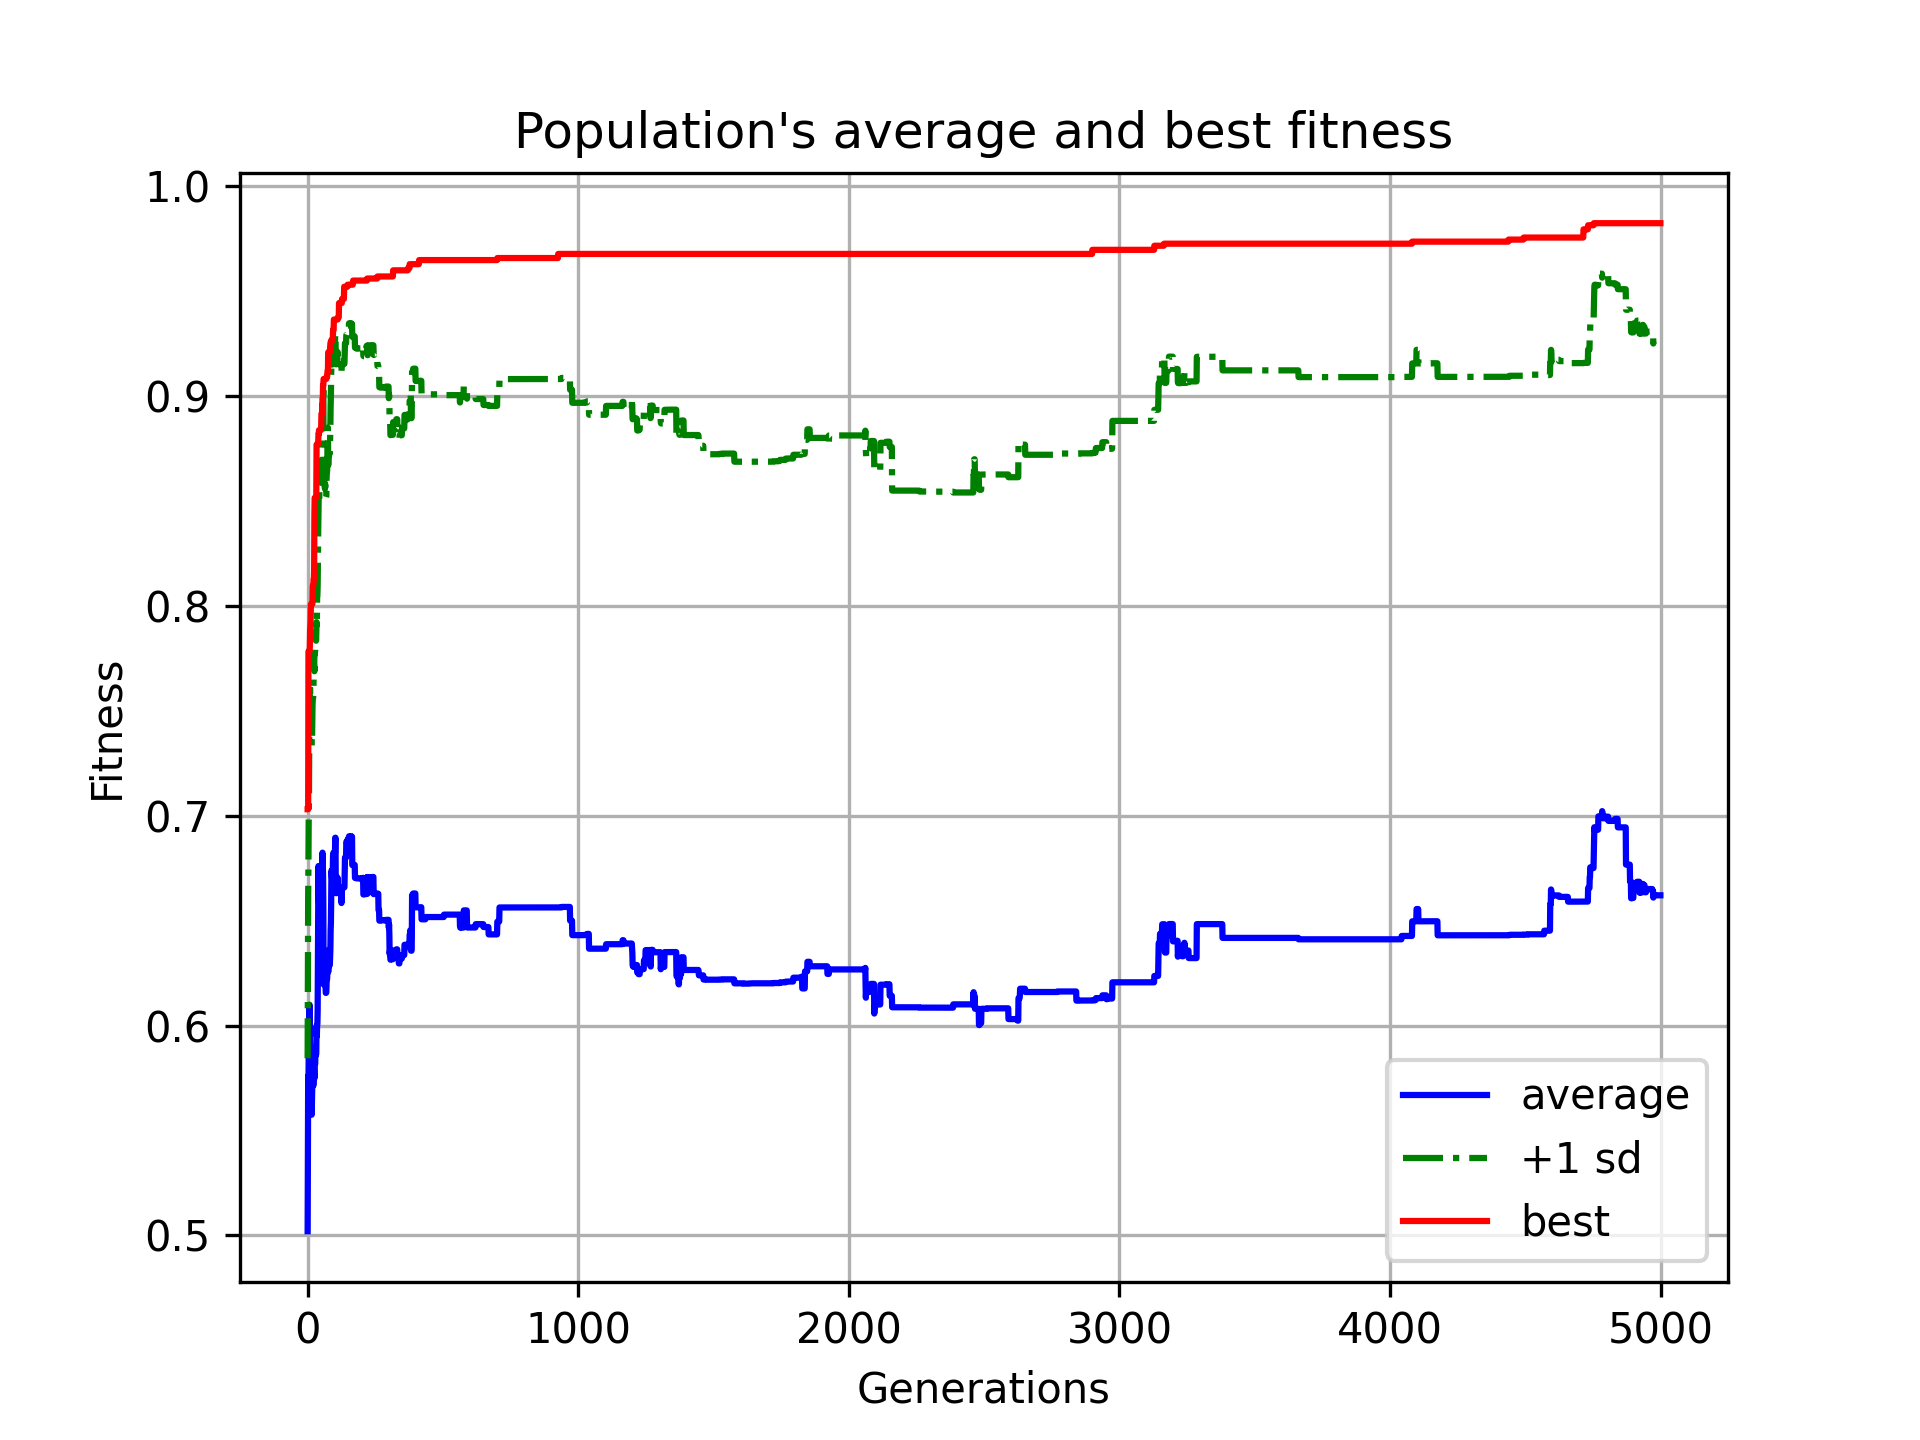 Population's average and best fitness
1.0
0.9
0.8
0.7
0.6
0.5
Fitness
0 1000 2000 3000 4000 5000
Generations
average
+1 sd
best